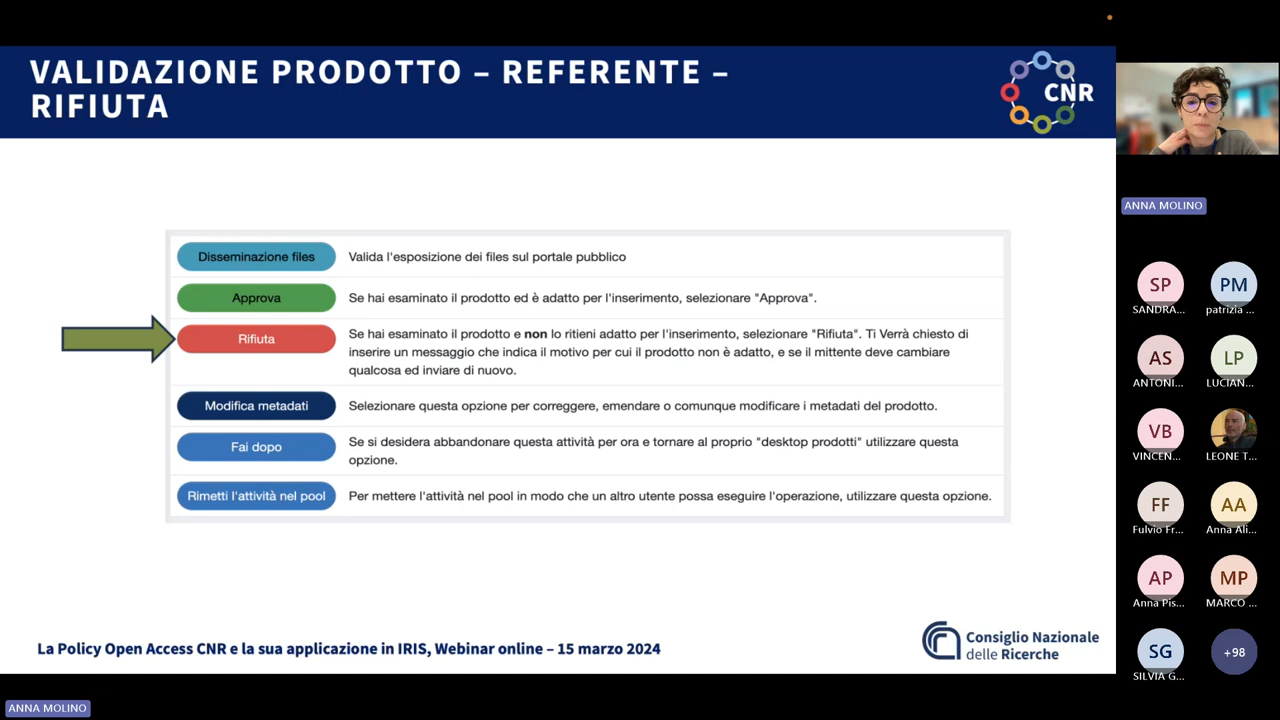 VALIDAZIONE PRODOTTO – REFERENTE –
RIFIUTA
CNR
Disseminazione files
Valida l'esposizione dei files sul portale pubblico
Approva
Se hai esaminato il prodotto ed è adatto per l'inserimento, selezionare "Approva".
Rifiuta
Se hai esaminato il prodotto e non lo ritieni adatto per l'inserimento, selezionare "Rifiuta". Ti Verrà chiesto di
inserire un messaggio che indica il motivo per cui il prodotto non è adatto, e se il mittente deve cambiare
qualcosa ed inviare di nuovo.
Modifica metadati
Selezionare questa opzione per correggere, emendare o comunque modificare i metadati del prodotto.
Fai dopo
Se si desidera abbandonare questa attività per ora e tornare al proprio "desktop prodotti" utilizzare questa
opzione.
Rimetti l'attività nel pool
Per mettere l'attività nel pool in modo che un altro utente possa eseguire l'operazione, utilizzare questa opzione.
La Policy Open Access CNR e la sua applicazione in IRIS, Webinar online – 15 marzo 2024
Consiglio Nazionale
delle Ricerche
ANNA MOLINO
ANNA MOLINO
SP
SANDRA...
PM
patrizia ...
AS
ANTONI...
LP
LUCIAN...
VB
VINCEN...
LEONE T...
FF
Fulvio Fr...
AA
Anna Ali...
AP
Anna Pis...
MP
MARCO ...
SG
SILVIA G...
+98